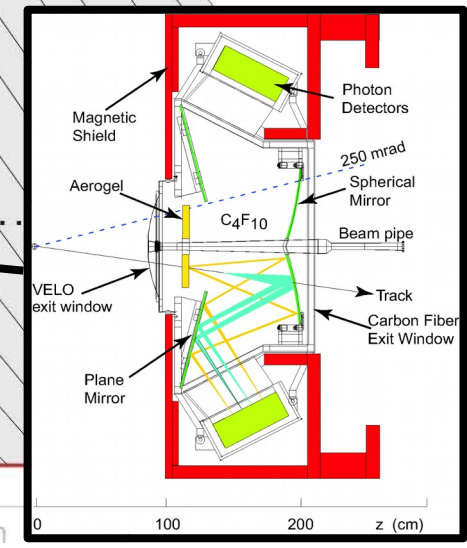 Photon
Detectors
Magnetic
Shield
250 mrad
Aerogel
Spherical
Mirror
C₄F₁₀
Beam pipe
VELO
exit window
Track
Carbon Fiber
Exit Window
Plane
Mirror
0 100 200 z (cm)